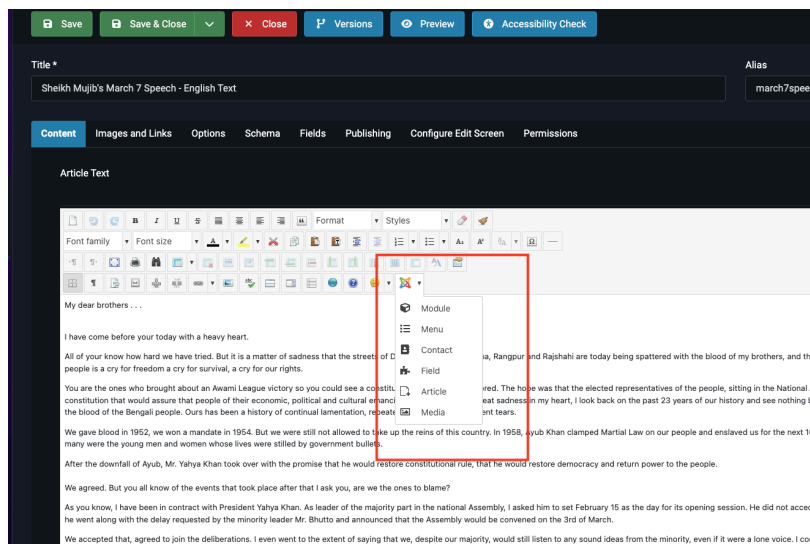 Save
Save & Close
Close
Versions
Preview
Accessibility Check
Title *
Alias
Sheikh Mujib's March 7 Speech - English Text
march7spee
Content
Images and Links
Options
Schema
Fields
Publishing
Configure Edit Screen
Permissions
Article Text
Format
Styles
Font family
Font size
Module
Menu
Contact
Field
Article
Media
My dear brothers . . .
I have come before your today with a heavy heart.
All of your know how hard we have tried. But it is a matter of sadness that the streets of D a, Rangpur and Rajshahi are today being spattered with the blood of my brothers, and th
people is a cry for freedom a cry for survival, a cry for our rights.
You are the ones who brought about an Awami League victory so you could see a constitu red. The hope was that the elected representatives of the people, sitting in the National
constitution that would assure that people of their economic, political and cultural emanci eat sadness in my heart, I look back on the past 23 years of our history and see nothing b
the blood of the Bengali people. Ours has been a history of continual lamentation, repeate ent tears.
We gave blood in 1952, we won a mandate in 1954. But we were still not allowed to take up the reins of this country. In 1958, Ayub Khan clamped Martial Law on our people and enslaved us for the next 1
many were the young men and women whose lives were stilled by government bullets.
After the downfall of Ayub, Mr. Yahya Khan took over with the promise that he would restore constitutional rule, that he would restore democracy and return power to the people.
We agreed. But you all know of the events that took place after that I ask you, are we the ones to blame?
As you know, I have been in contract with President Yahya Khan. As leader of the majority part in the national Assembly, I asked him to set February 15 as the day for its opening session. He did not acced
he went along with the delay requested by the minority leader Mr. Bhutto and announced that the Assembly would be convened on the 3rd of March.
We accepted that, agreed to join the deliberations. I even went to the extent of saying that we, despite our majority, would still listen to any sound ideas from the minority, even if it were a lone voice. I co